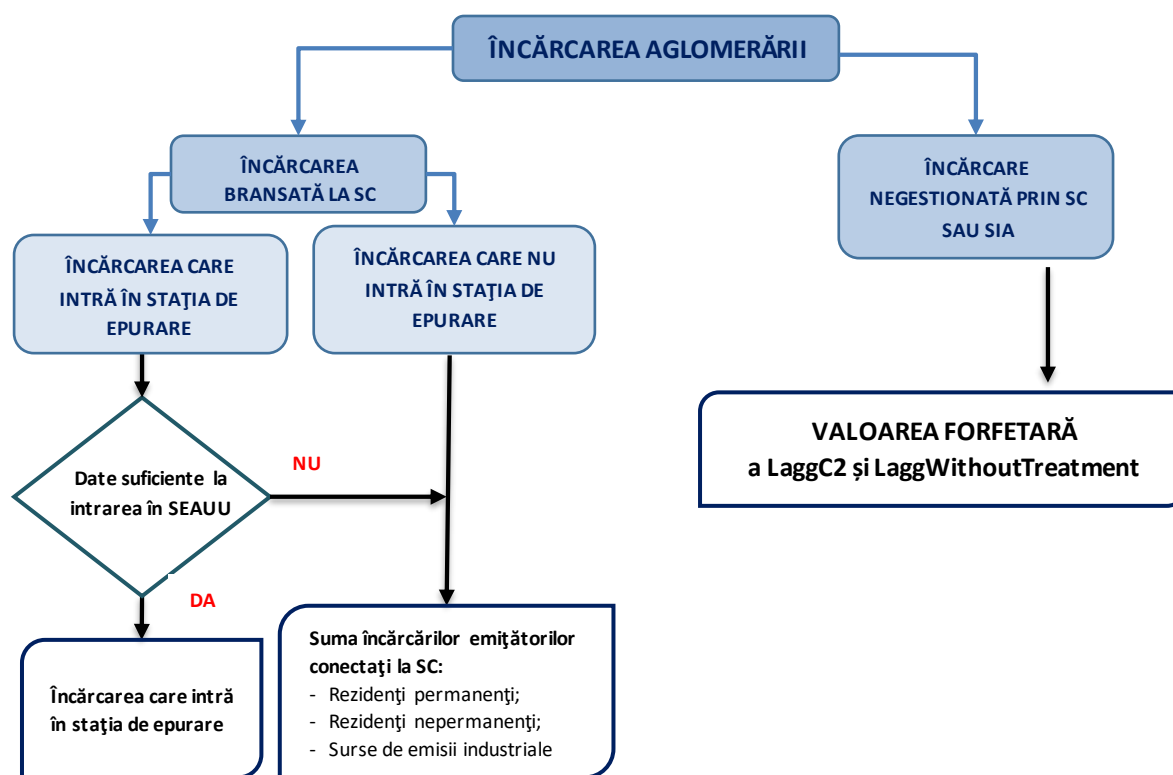 ÎNCĂRCAREA AGLOMERĂRII
ÎNCĂRCAREA
BRANSATĂ LA SC
ÎNCĂRCARE
NEGESTIONATĂ PRIN SC
SAU SIA
ÎNCĂRCAREA CARE
INTRĂ ÎN STAŢIA DE
EPURARE
ÎNCĂRCAREA CARE NU
INTRĂ ÎN STAŢIA DE
EPURARE
VALOAREA FORFETARĂ
a LaggC2 și LaggWithoutTreatment
Date suficiente la
intrarea în SEAUU
NU
DA
Încărcarea care intră
în staţia de epurare
Suma încărcărilor emiţătorilor
conectaţi la SC:
- Rezidenţi permanenţi;
- Rezidenţi nepermanenţi;
- Surse de emisii industriale